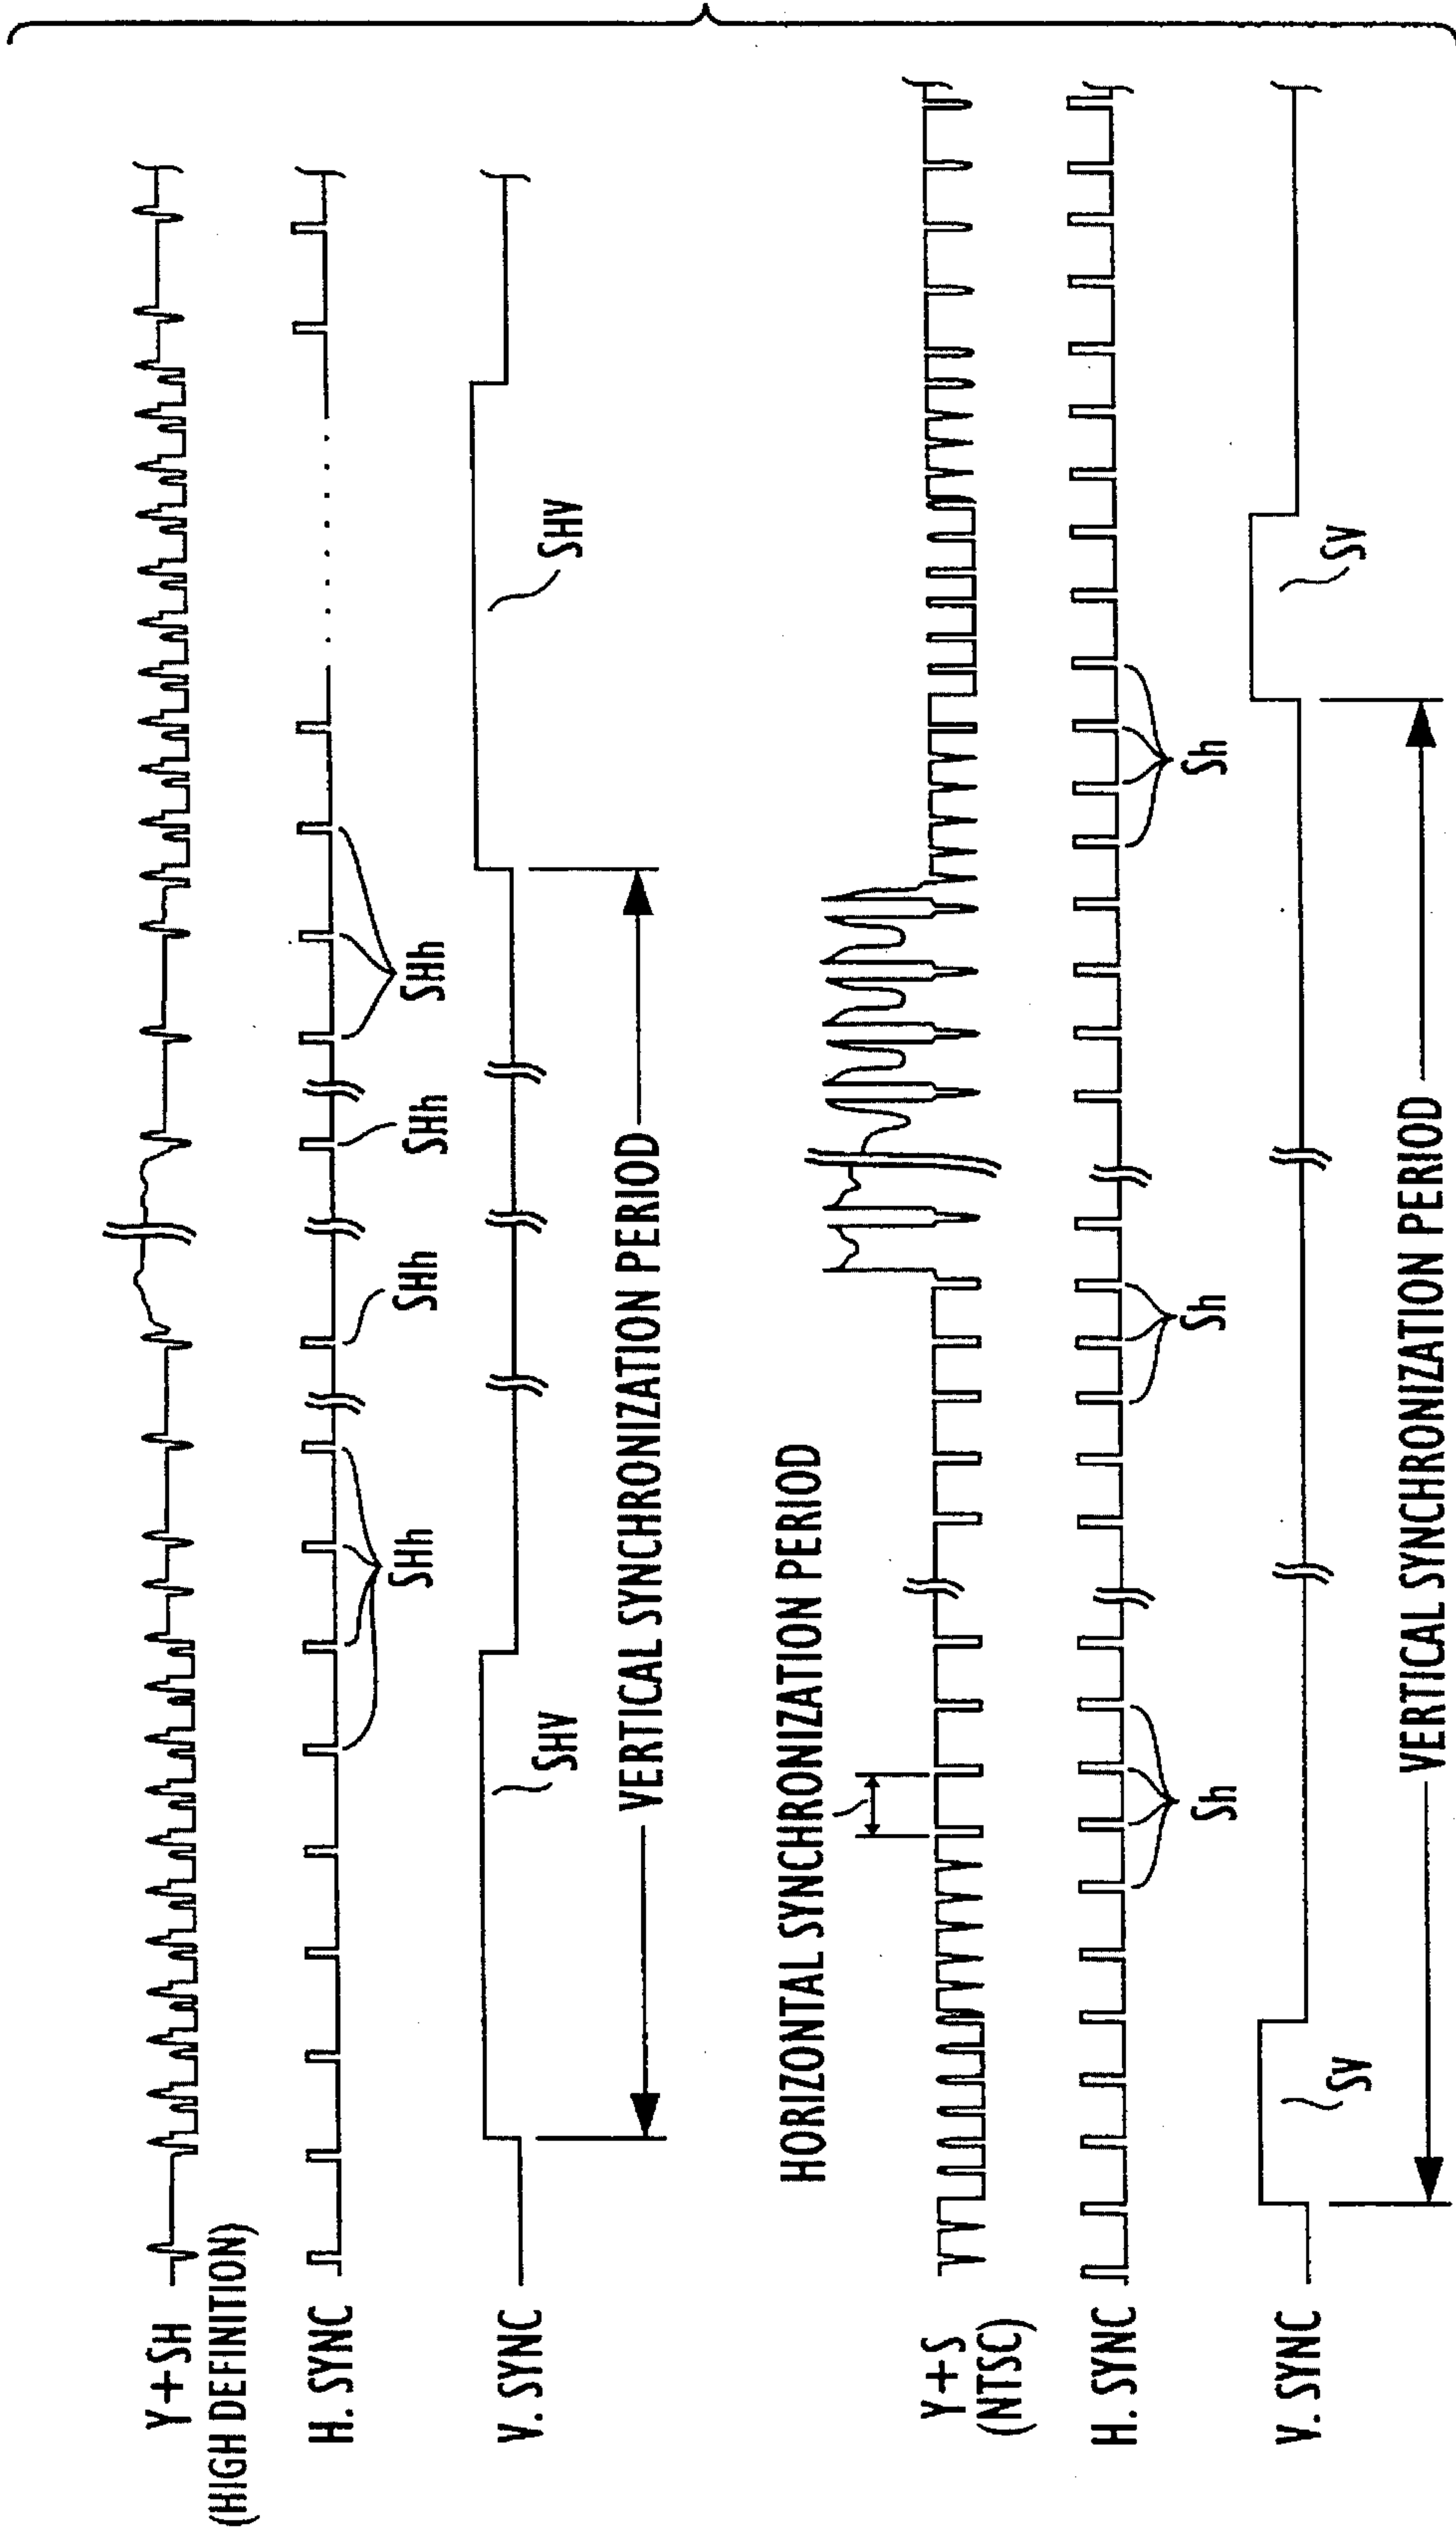 Y+SH
(HIGH DEFINITION)
H. SYNC
SHh
SHh
SHh
SHh
V. SYNC
SHV
SHV
VERTICAL SYNCHRONIZATION PERIOD
HORIZONTAL SYNCHRONIZATION PERIOD
Y+S
(NTSC)
H. SYNC
Sh
Sh
Sh
V. SYNC
SV
SV
VERTICAL SYNCHRONIZATION PERIOD